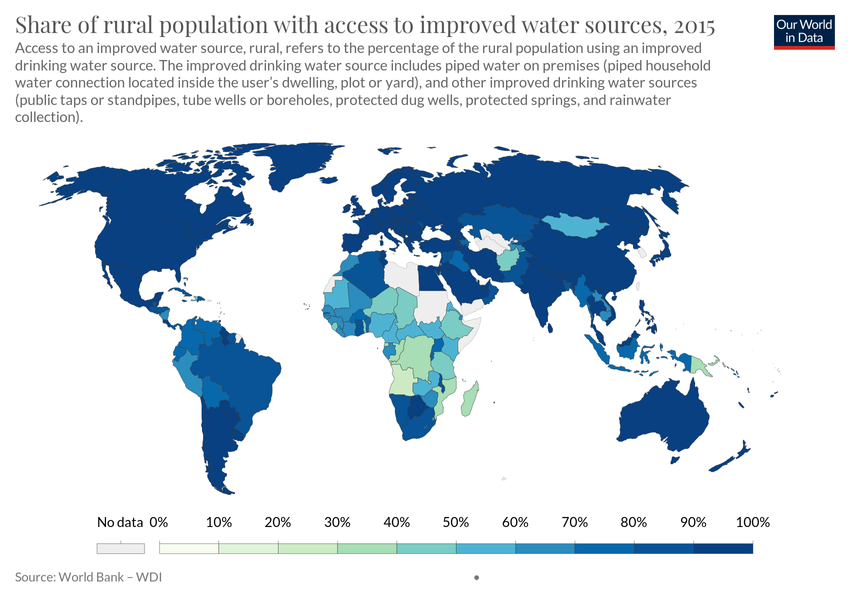 Share of rural population with access to improved water sources, 2015
Our World
in Data
Access to an improved water source, rural, refers to the percentage of the rural population using an improved
drinking water source. The improved drinking water source includes piped water on premises (piped household
water connection located inside the user's dwelling, plot or yard), and other improved drinking water sources
(public taps or standpipes, tube wells or boreholes, protected dug wells, protected springs, and rainwater
collection).
No data 0% 10% 20% 30% 40% 50% 60% 70% 80% 90% 100%
Source: World Bank – WDI